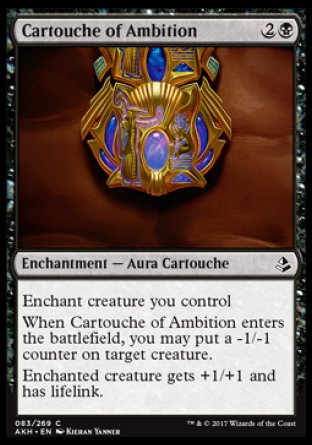 Cartouche of Ambition 2
Enchantment — Aura Cartouche
Enchant creature you control
When Cartouche of Ambition enters
the battlefield, you may put a -1/-1
counter on target creature.
Enchanted creature gets +1/+1 and
has lifelink.
083/269 C
AKH • EN Kieran Yanner
™ & © 2017 Wizards of the Coast